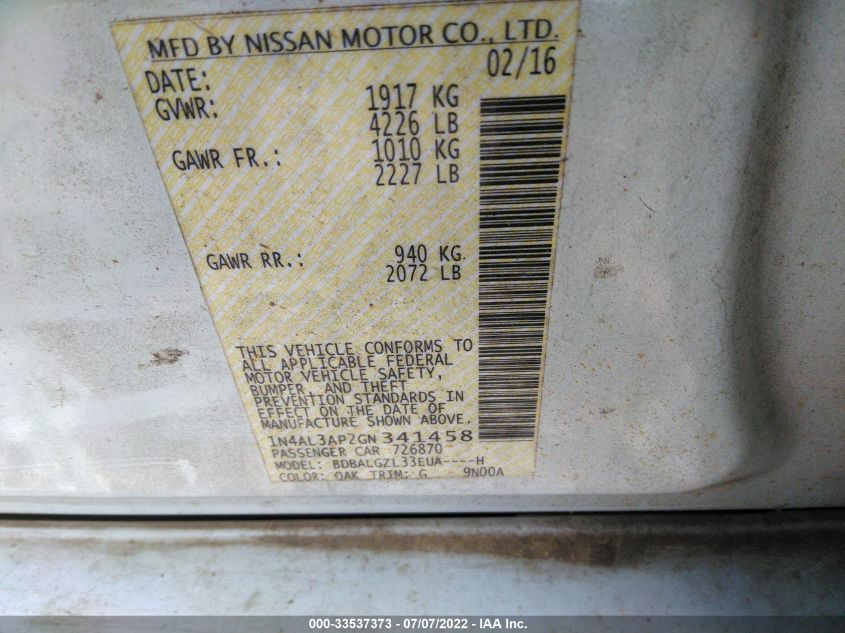 MFD BY NISSAN MOTOR CO., LTD.
DATE: 02/16
GVWR: 1917 KG
4226 LB
GAWR FR.: 1010 KG
2227 LB
GAWR RR.: 940 KG
2072 LB
THIS VEHICLE CONFORMS TO
ALL APPLICABLE FEDERAL
MOTOR VEHICLE SAFETY,
BUMPER, AND THEFT
PREVENTION STANDARDS IN
EFFECT ON THE DATE OF
MANUFACTURE SHOWN ABOVE.
1N4AL3AP2GN341458
PASSENGER CAR 726870
MODEL: BDBALGZL33EUA----H
COLOR: QAK TRIM: G 9N00A
000-33537373 - 07/07/2022 - IAA Inc.